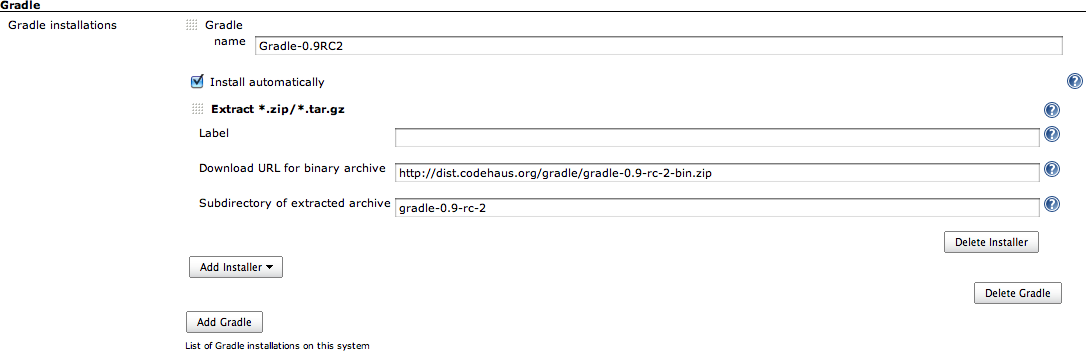 Gradle
Gradle installations
Gradle
name
Gradle-0.9RC2
Install automatically
Extract *.zip/*.tar.gz
Label
Download URL for binary archive
http://dist.codehaus.org/gradle/gradle-0.9-rc-2-bin.zip
Subdirectory of extracted archive
gradle-0.9-rc-2
Delete Installer
Add Installer
Delete Gradle
Add Gradle
List of Gradle installations on this system